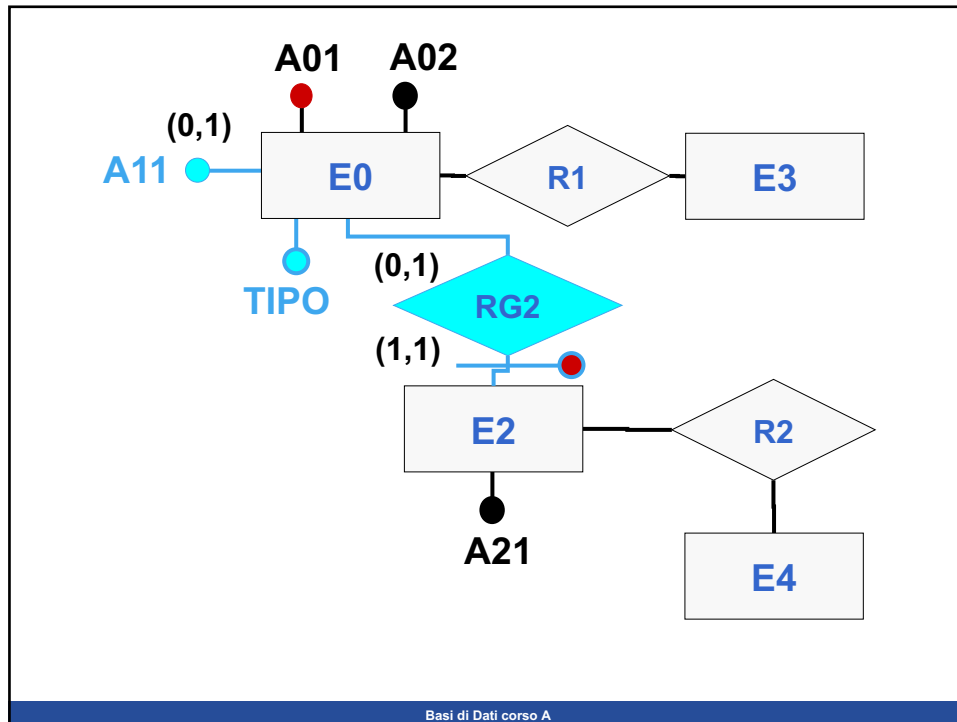 A01 A02
(0,1)
A11
E0
R1
E3
TIPO
(0,1)
RG2
(1,1)
E2
R2
A21
E4
Basi di Dati corso A